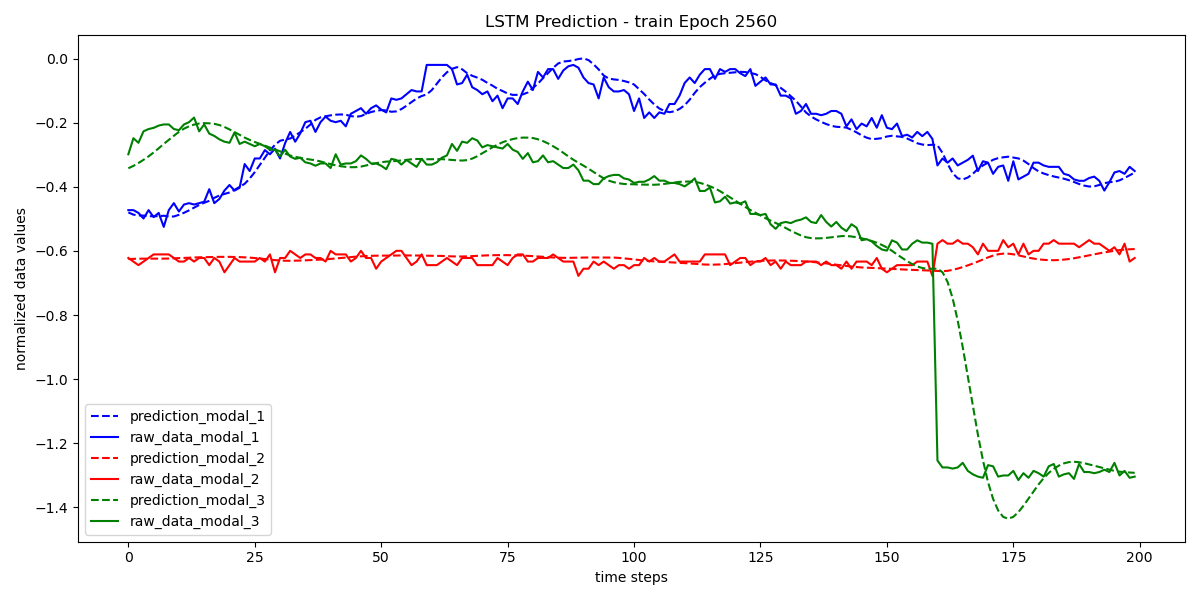 LSTM Prediction - train Epoch 2560
normalized data values
0.0
−0.2
−0.4
−0.6
−0.8
−1.0
−1.2
−1.4
prediction_modal_1
raw_data_modal_1
prediction_modal_2
raw_data_modal_2
prediction_modal_3
raw_data_modal_3
0 25 50 75 100 125 150 175 200
time steps